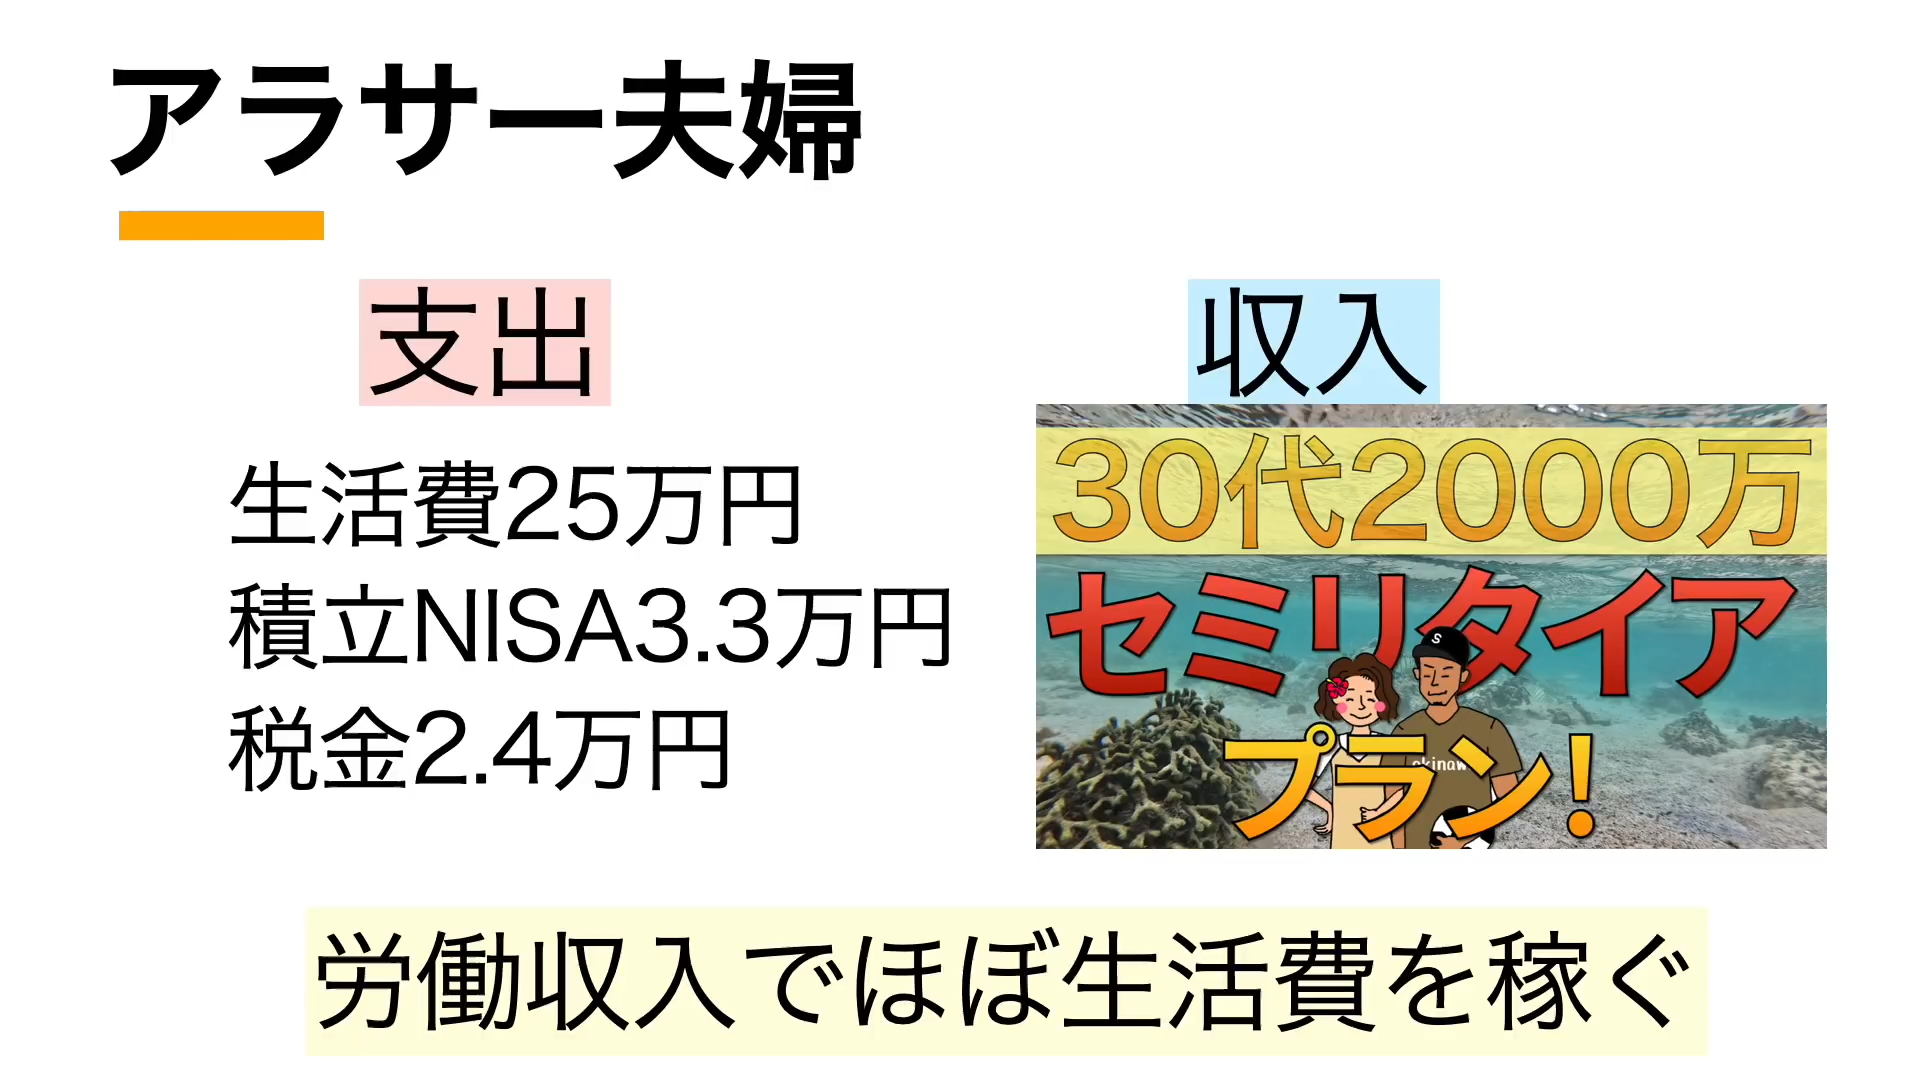 アラサー夫婦
支出
生活費25万円
積立NISA3.3万円
税金2.4万円
収入
30代2000万
セミリタイア
プラン!
S
okinaw
労働収入でほぼ生活費を稼ぐ